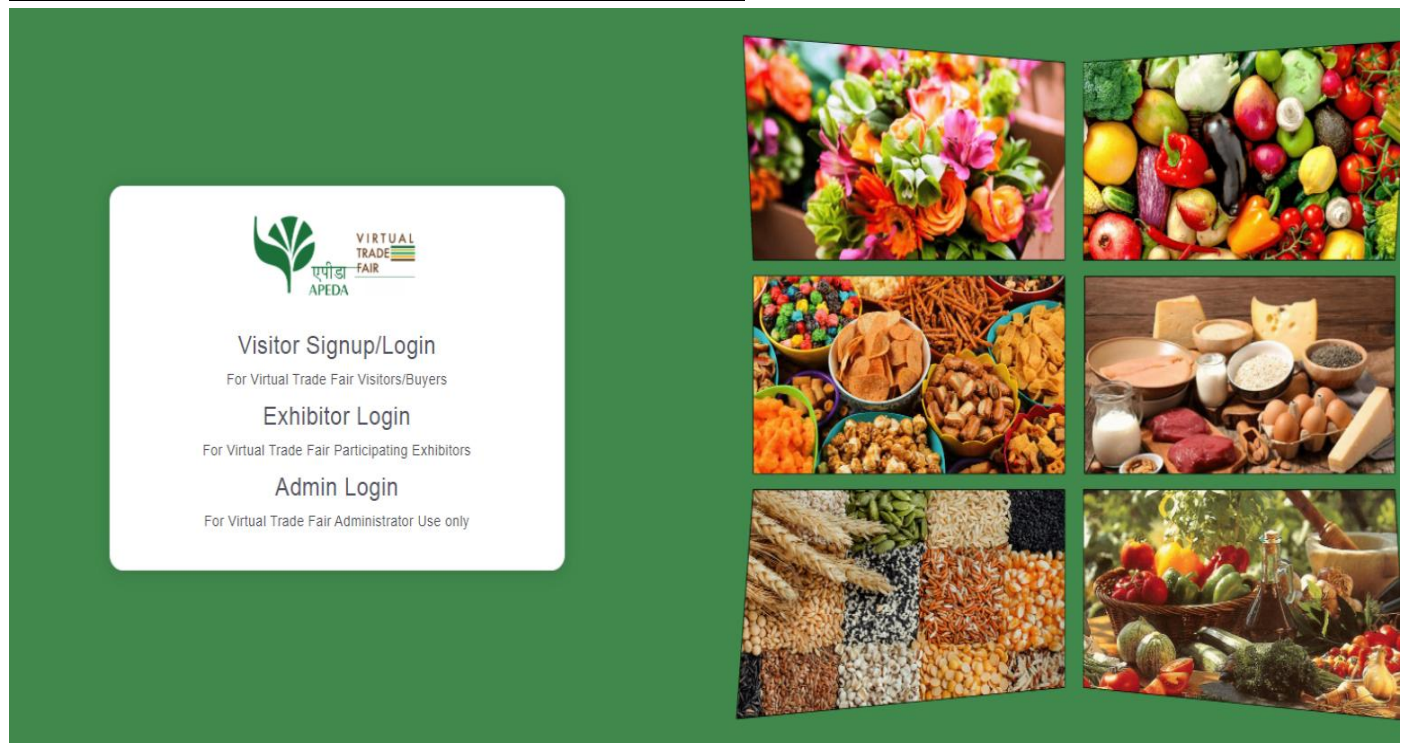 VIRTUAL
TRADE
FAIR
एपीडा
APEDA
Visitor Signup/Login
For Virtual Trade Fair Visitors/Buyers
Exhibitor Login
For Virtual Trade Fair Participating Exhibitors
Admin Login
For Virtual Trade Fair Administrator Use only